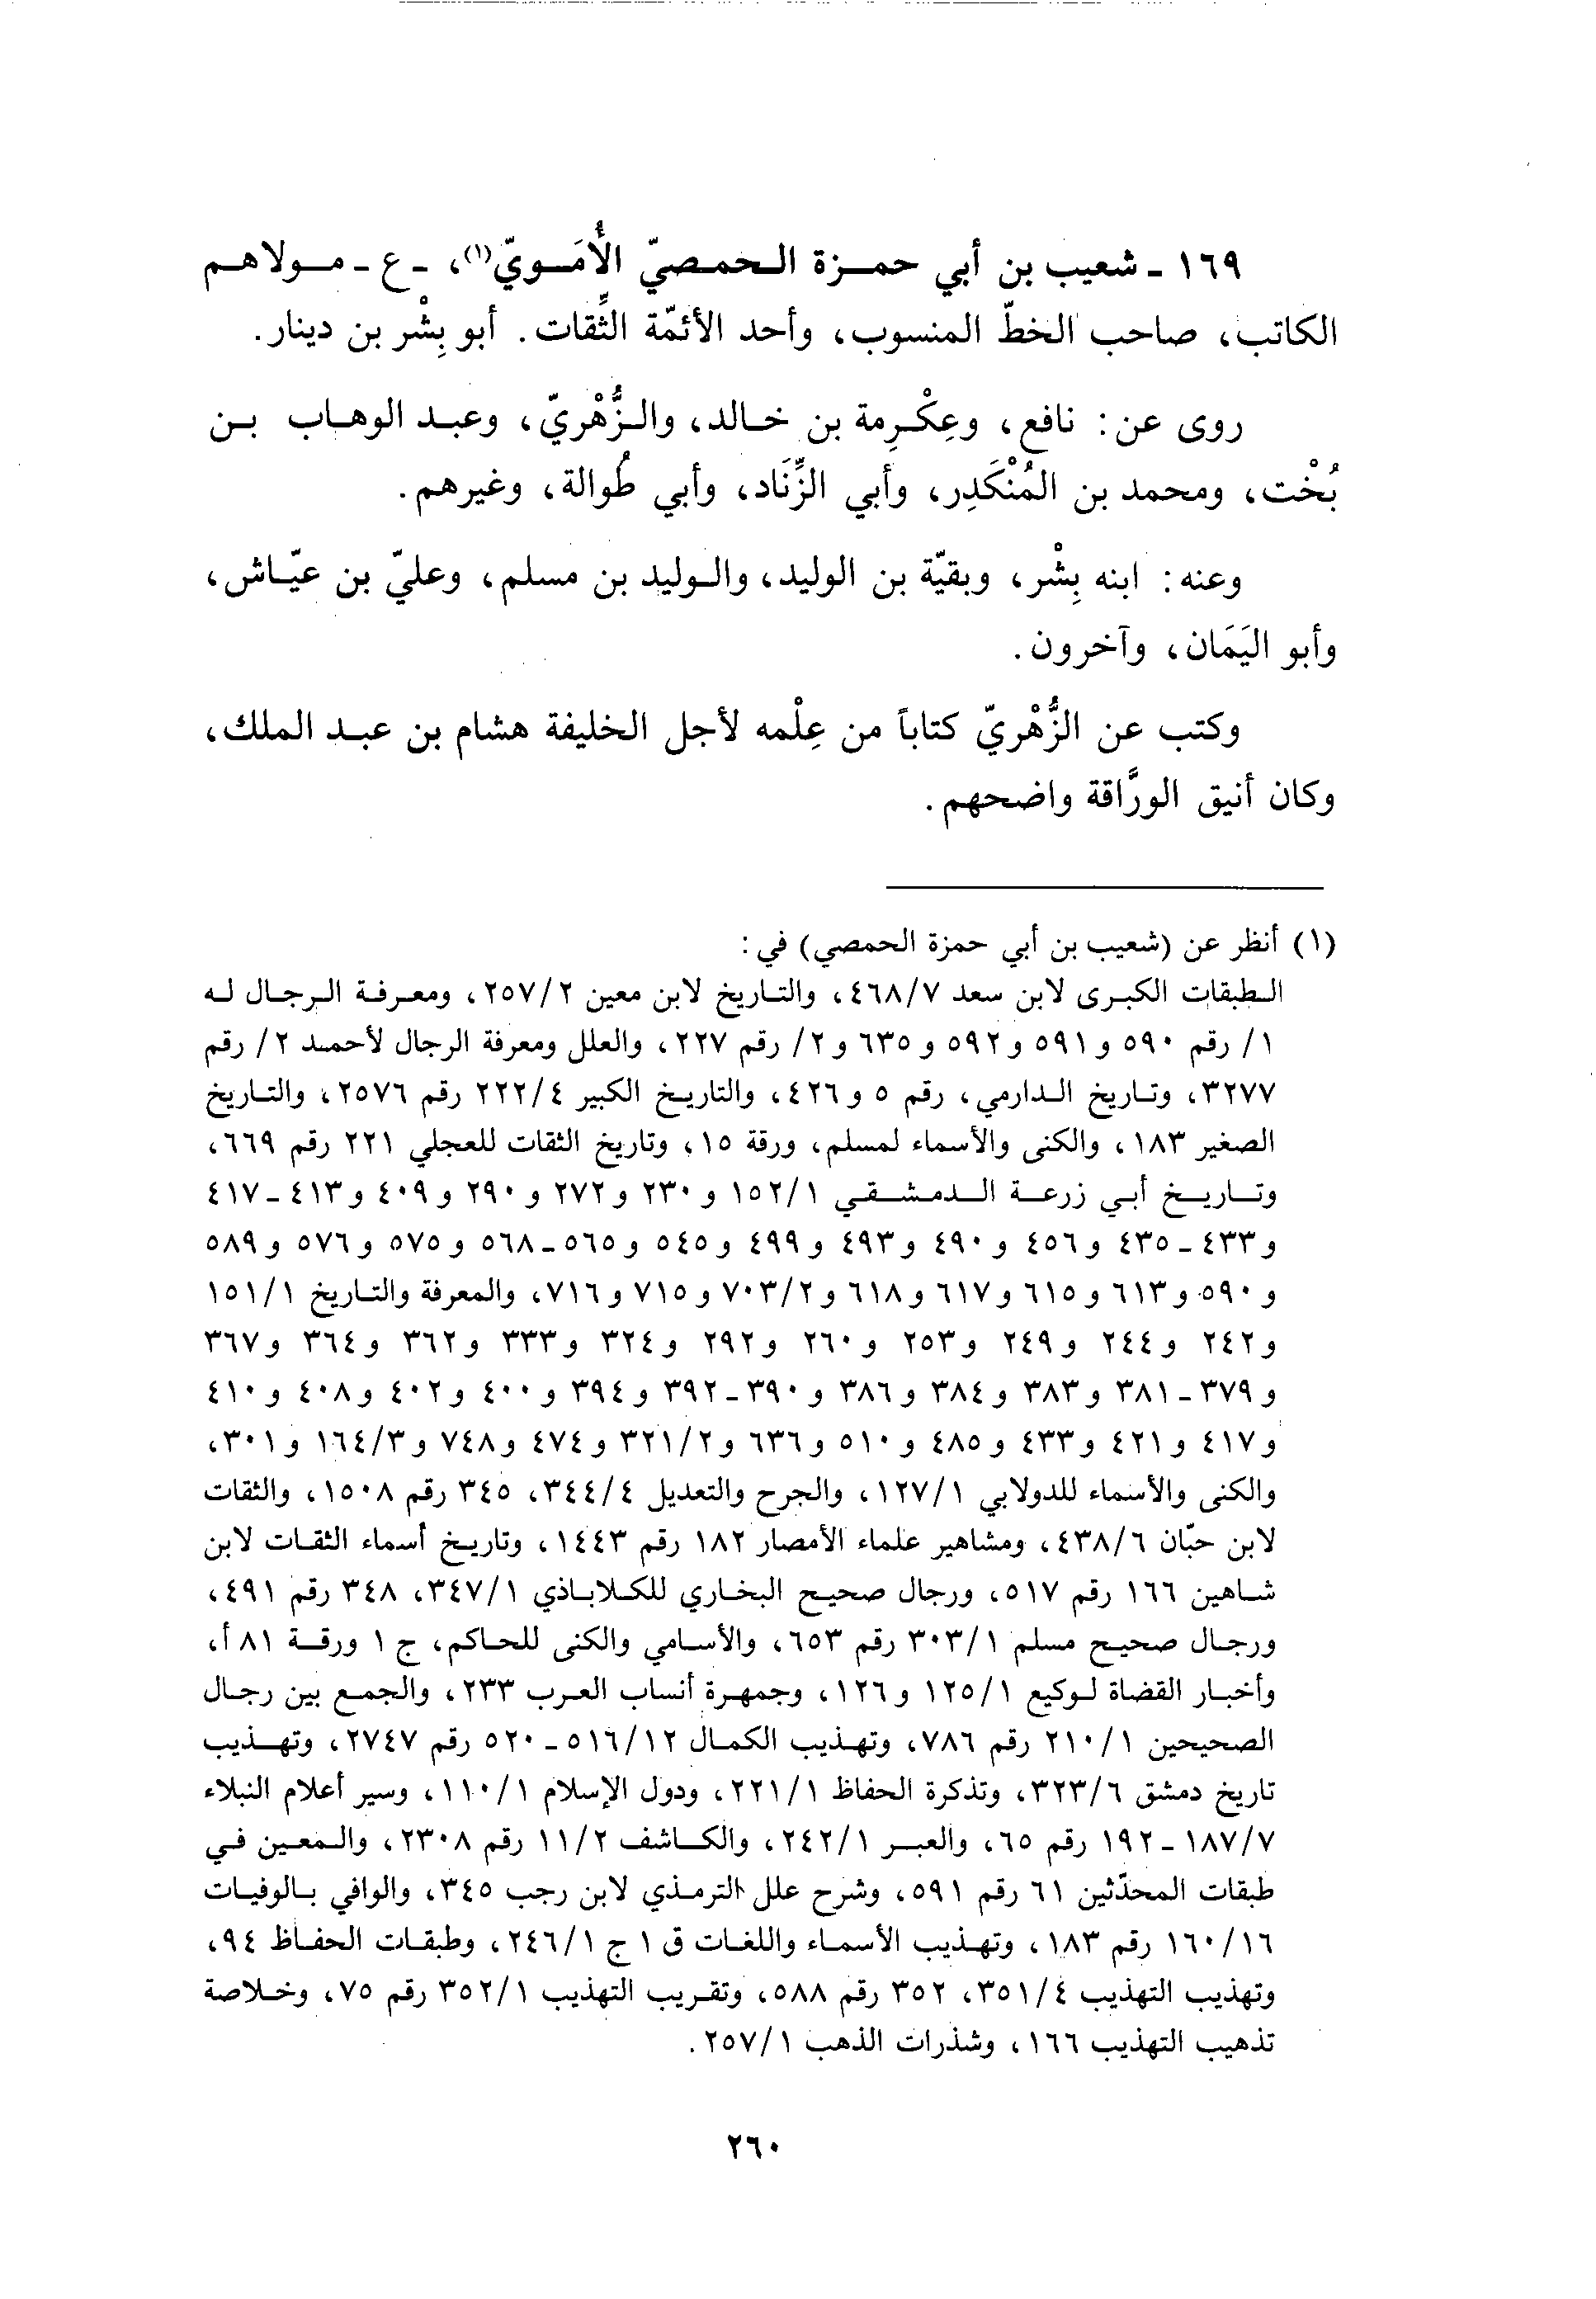 ١٦٩ - شعيب بن أبي حمزة الحمصيّ الأُمَويّ(١)، - ع - مولاهم
الكاتب، صاحب الخطّ المنسوب، وأحد الأئمّة الثِّقات. أبو بِشْر بن دينار.
روى عن: نافع، وعِكْرِمة بن خالد، والزُّهْريّ، وعبد الوهاب بن
بُخْت، ومحمد بن المُنْكَدِر، وأبي الزِّنَاد، وأبي طُوالة، وغيرهم.
وعنه: ابنه بِشْر، وبقيّة بن الوليد، والوليد بن مسلم، وعليّ بن عيّاش،
وأبو اليَمَان، وآخرون.
وكتب عن الزُّهْريّ كتاباً من عِلْمه لأجل الخليفة هشام بن عبد الملك،
وكان أنيق الورَّاقة واضحهم.
(١) أنظر عن (شعيب بن أبي حمزة الحمصي) في:
الطبقات الكبرى لابن سعد ٤٦٨/٧، والتاريخ لابن معين ٢٥٧/٢، ومعرفة الرجال له
١/ رقم ٥٩٠ و٥٩١ و٥٩٢ و٦٣٥ و٢/ رقم ٢٢٧، والعلل ومعرفة الرجال لأحمد ٢/ رقم
٣٢٧٧، وتاريخ الدارمي، رقم ٥ و٤٢٦، والتاريخ الكبير ٢٢٢/٤ رقم ٢٥٧٦، والتاريخ
الصغير ١٨٣، والكنى والأسماء لمسلم، ورقة ١٥، وتاريخ الثقات للعجلي ٢٢١ رقم ٦٦٩،
وتاريخ أبي زرعة الدمشقي ١٥٢/١ و٢٣٠ و٢٧٢ و٢٩٠ و٤٠٩ و٤١٣ - ٤١٧
و٤٣٣ - ٤٣٥ و٤٥٦ و٤٩٠ و٤٩٣ و٤٩٩ و٥٤٥ و٥٦٥ - ٥٦٨ و٥٧٥ و٥٧٦ و٥٨٩
و٥٩٠ و٦١٣ و٦١٥ و٦١٧ و٦١٨ و٧٠٣/٢ و٧١٥ و٧١٦، والمعرفة والتاريخ ١٥١/١
و٢٤٢ و٢٤٤ و٢٤٩ و٢٥٣ و٢٦٠ و٢٩٢ و٣٢٤ و٣٣٣ و٣٦٢ و٣٦٤ و٣٦٧
و٣٧٩ - ٣٨١ و٣٨٣ و٣٨٤ و٣٨٦ و٣٩٠ - ٣٩٢ و٣٩٤ و٤٠٠ و٤٠٢ و٤٠٨ و٤١٠
و٤١٧ و٤٢١ و٤٣٣ و٤٨٥ و٥١٠ و٦٣٦ و٣٢١/٢ و٤٧٤ و٧٤٨ و١٦٤/٣ و٣٠١،
والكنى والأسماء للدولابي ١٢٧/١، والجرح والتعديل ٣٤٤/٤، ٣٤٥ رقم ١٥٠٨، والثقات
لابن حبّان ٤٣٨/٦، ومشاهير علماء الأمصار ١٨٢ رقم ١٤٤٣، وتاريخ أسماء الثقات لابن
شاهين ١٦٦ رقم ٥١٧، ورجال صحيح البخاري للكلاباذي ٣٤٧/١، ٣٤٨ رقم ٤٩١،
ورجال صحيح مسلم ٣٠٣/١ رقم ٦٥٣، والأسامي والكنى للحاكم، ج ١ ورقة ٨١ أ،
وأخبار القضاة لوكيع ١٢٥/١ و١٢٦، وجمهرة أنساب العرب ٢٣٣، والجمع بين رجال
الصحيحين ٢١٠/١ رقم ٧٨٦، وتهذيب الكمال ٥١٦/١٢ - ٥٢٠ رقم ٢٧٤٧، وتهذيب
تاريخ دمشق ٣٢٣/٦، وتذكرة الحفاظ ٢٢١/١، ودول الإسلام ١١٠/١، وسير أعلام النبلاء
١٨٧/٧ - ١٩٢ رقم ٦٥، والعبر ٢٤٢/١، والكاشف ١١/٢ رقم ٢٣٠٨، والمعين في
طبقات المحدّثين ٦١ رقم ٥٩١، وشرح علل الترمذي لابن رجب ٣٤٥، والوافي بالوفيات
١٦٠/١٦ رقم ١٨٣، وتهذيب الأسماء واللغات ق ١ ج ٢٤٦/١، وطبقات الحفاظ ٩٤،
وتهذيب التهذيب ٣٥١/٤، ٣٥٢ رقم ٥٨٨، وتقريب التهذيب ٣٥٢/١ رقم ٧٥، وخلاصة
تذهيب التهذيب ١٦٦، وشذرات الذهب ٢٥٧/١.
٢٦٠